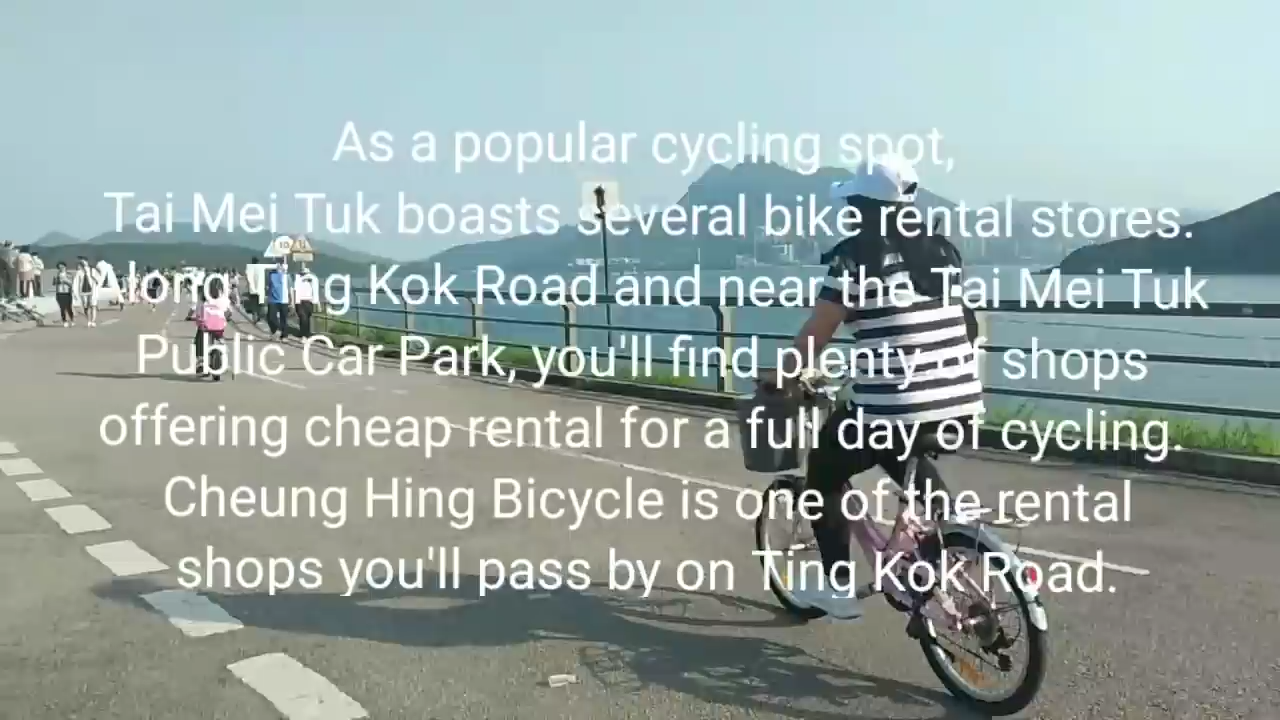 As a popular cycling spot,
Tai Mei Tuk boasts several bike rental stores.
Along Ting Kok Road and near the Tai Mei Tuk
Public Car Park, you'll find plenty of shops
offering cheap rental for a full day of cycling.
Cheung Hing Bicycle is one of the rental
shops you'll pass by on Ting Kok Road.